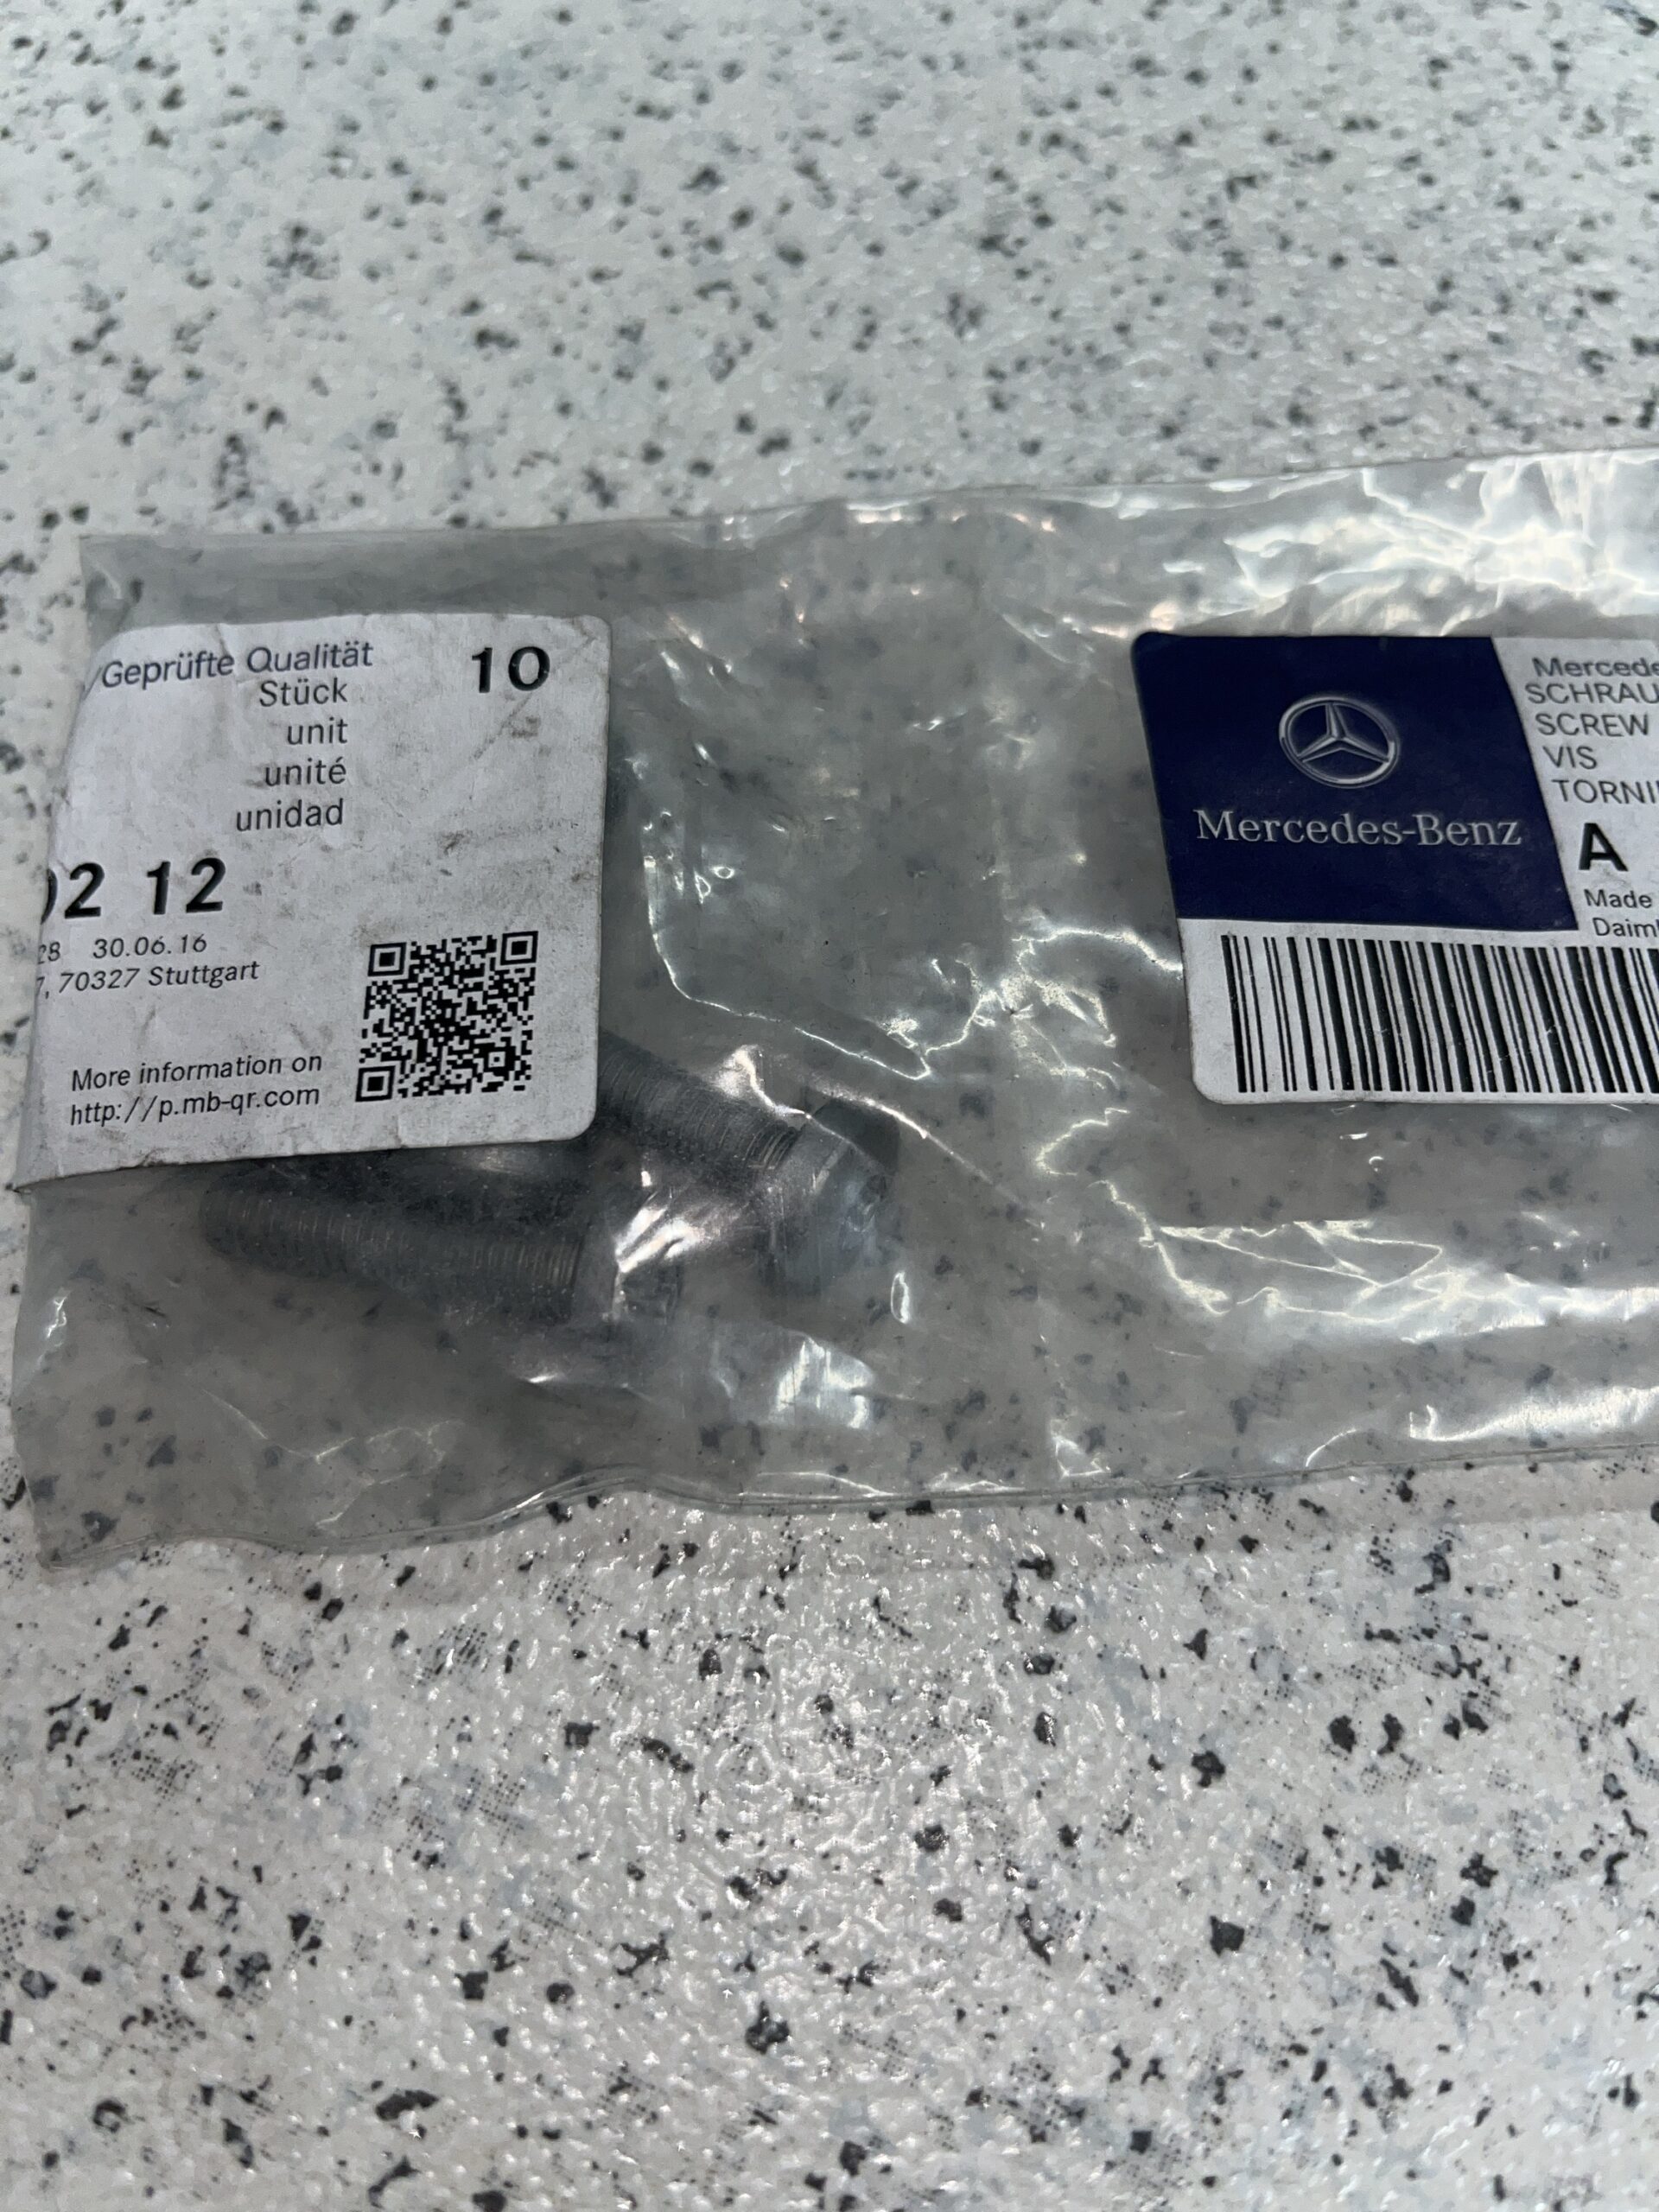 /Geprüfte Qualität
10
Stück
unit
unité
unidad
02 12
28 30.06.16
7, 70327 Stuttgart
More information on
http://p.mb-qr.com
Mercedes-Benz
Mercede
SCHRAU
SCREW
VIS
TORNI
A
Made
Daim